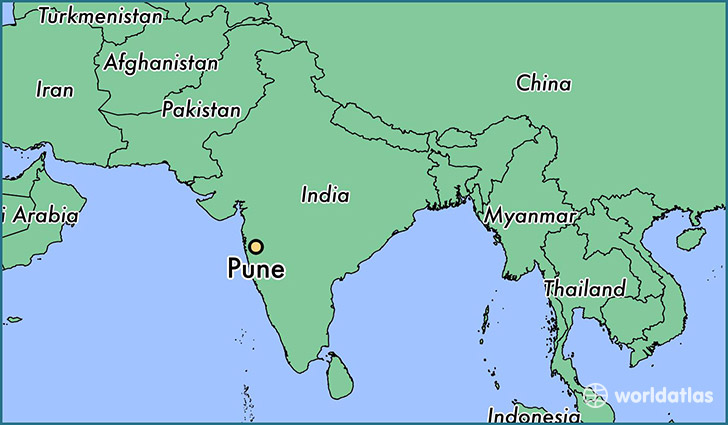 Turkmenistan
Afghanistan
Iran
China
Pakistan
India
i Arabia
Myanmar
Pune
Thailand
worldatlas
Indonesia